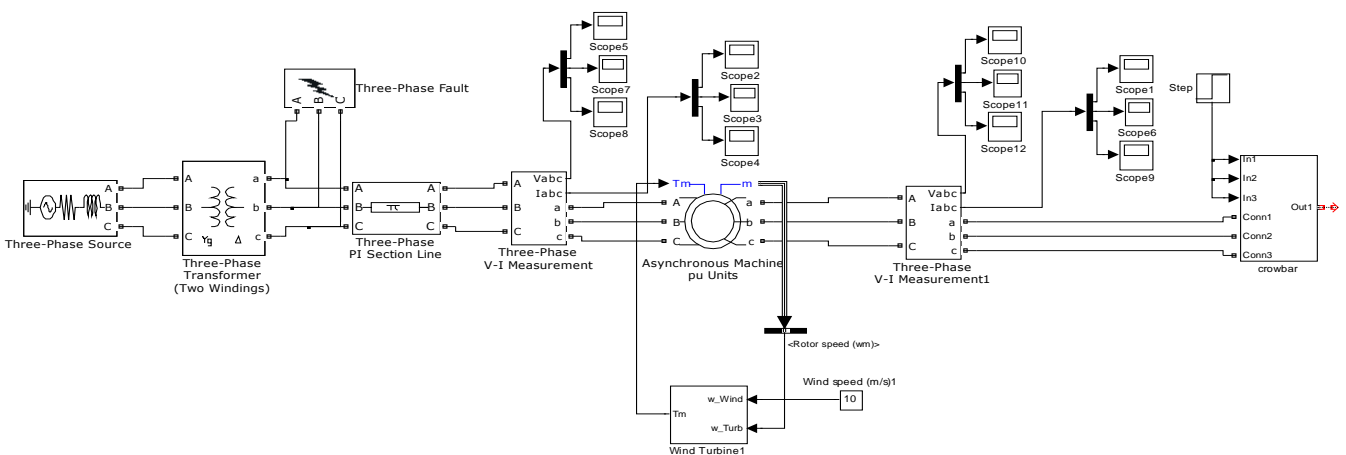 Scope5
Scope7
Scope8
Scope2
Scope3
Scope4
Scope10
Scope11
Scope12
Scope1
Scope6
Scope9
Step
A
B
C
Three-Phase Fault
A
B
C
Three-Phase Source
A
B
C
a
b
c
Yg
Δ
Three-Phase
Transformer
(Two Windings)
A
B
C
π
A
B
C
Three-Phase
PI Section Line
A
B
C
Vabc
Iabc
a
b
c
Three-Phase
V-I Measurement
Tm
m
A
B
C
a
b
c
Asynchronous Machine
pu Units
A
B
C
Vabc
Iabc
a
b
c
Three-Phase
V-I Measurement1
In1
In2
In3
Conn1
Conn2
Conn3
Out1
crowbar
<Rotor speed (wm)>
Wind speed (m/s)1
10
w_Wind
Tm
w_Turb
Wind Turbine1